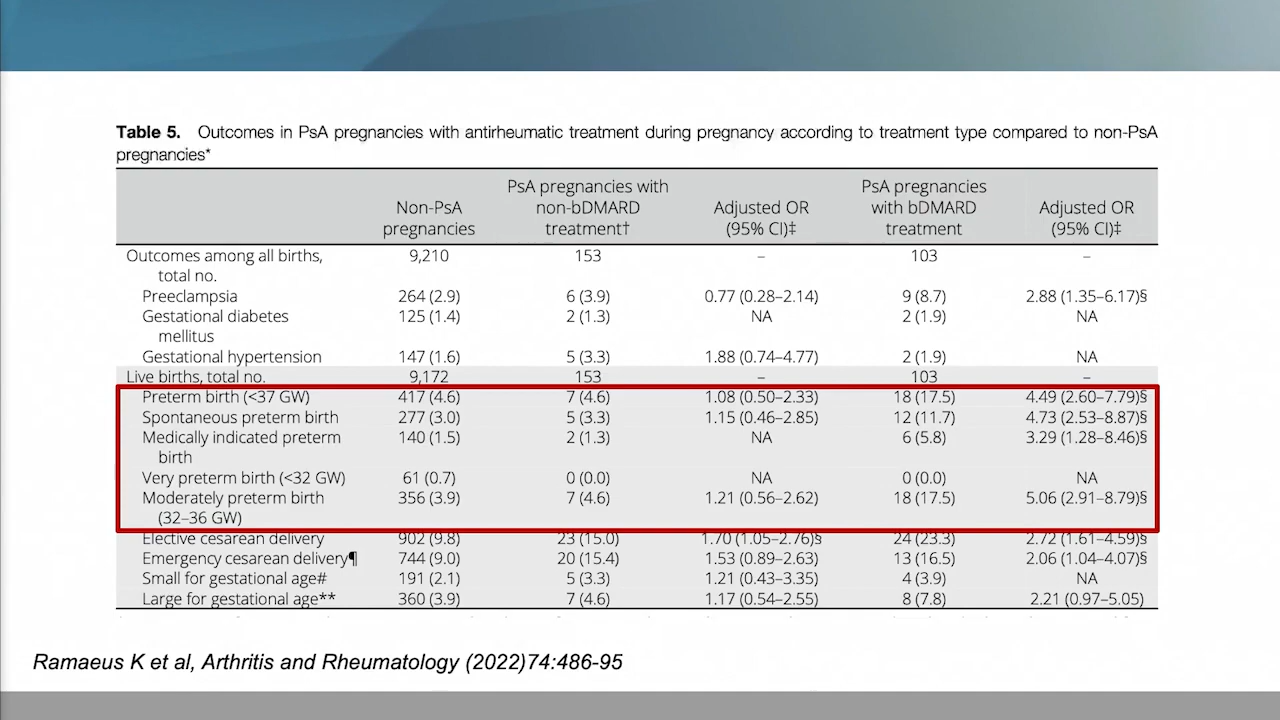 Table 5. Outcomes in PsA pregnancies with antirheumatic treatment during pregnancy according to treatment type compared to non-PsA
pregnancies*
Non-PsA pregnancies | PsA pregnancies with non-bDMARD treatment† | Adjusted OR (95% CI)‡ | PsA pregnancies with bDMARD treatment | Adjusted OR (95% CI)‡
Outcomes among all births, total no. 9,210 153 – 103 –
Preeclampsia 264 (2.9) 6 (3.9) 0.77 (0.28–2.14) 9 (8.7) 2.88 (1.35–6.17)§
Gestational diabetes mellitus 125 (1.4) 2 (1.3) NA 2 (1.9) NA
Gestational hypertension 147 (1.6) 5 (3.3) 1.88 (0.74–4.77) 2 (1.9) NA
Live births, total no. 9,172 153 – 103 –
Preterm birth (<37 GW) 417 (4.6) 7 (4.6) 1.08 (0.50–2.33) 18 (17.5) 4.49 (2.60–7.79)§
Spontaneous preterm birth 277 (3.0) 5 (3.3) 1.15 (0.46–2.85) 12 (11.7) 4.73 (2.53–8.87)§
Medically indicated preterm birth 140 (1.5) 2 (1.3) NA 6 (5.8) 3.29 (1.28–8.46)§
Very preterm birth (<32 GW) 61 (0.7) 0 (0.0) NA 0 (0.0) NA
Moderately preterm birth (32–36 GW) 356 (3.9) 7 (4.6) 1.21 (0.56–2.62) 18 (17.5) 5.06 (2.91–8.79)§
Elective cesarean delivery 902 (9.8) 23 (15.0) 1.70 (1.05–2.76)§ 24 (23.3) 2.72 (1.61–4.59)§
Emergency cesarean delivery¶ 744 (9.0) 20 (15.4) 1.53 (0.89–2.63) 13 (16.5) 2.06 (1.04–4.07)§
Small for gestational age# 191 (2.1) 5 (3.3) 1.21 (0.43–3.35) 4 (3.9) NA
Large for gestational age** 360 (3.9) 7 (4.6) 1.17 (0.54–2.55) 8 (7.8) 2.21 (0.97–5.05)
Ramaeus K et al, Arthritis and Rheumatology (2022)74:486-95